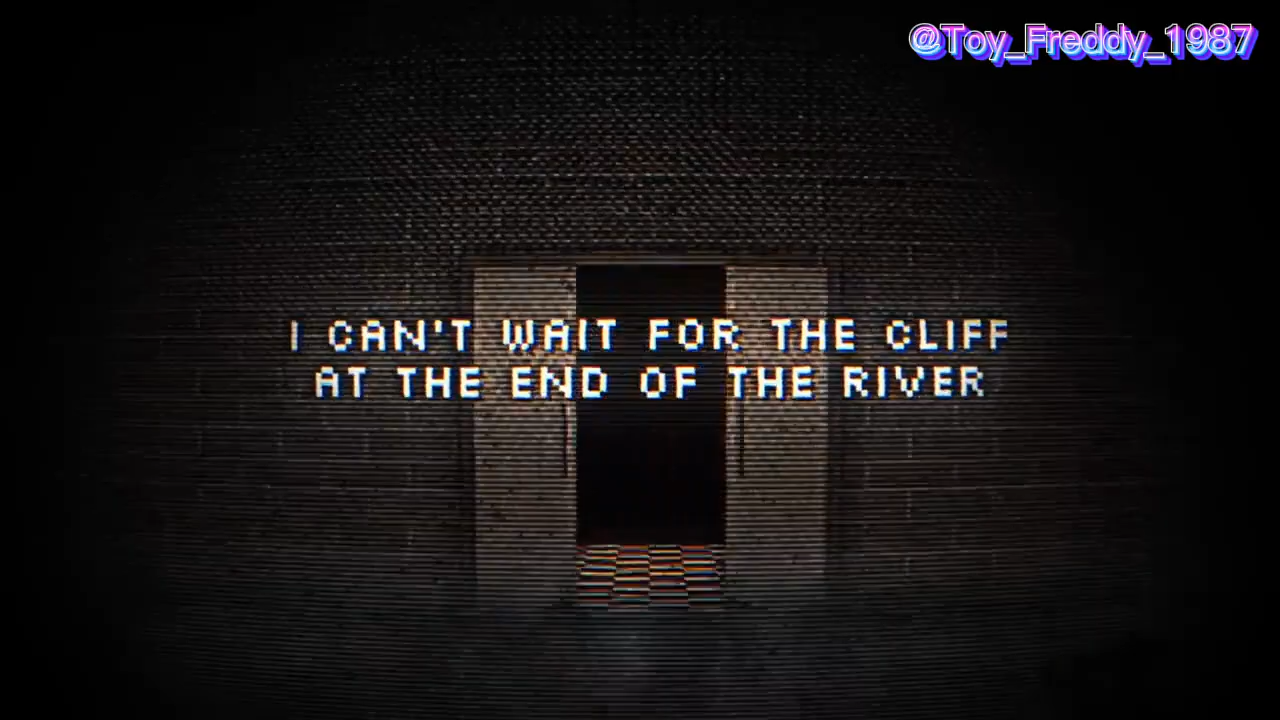 @Toy_Freddy_1987
I CAN'T WAIT FOR THE CLIFF
AT THE END OF THE RIVER